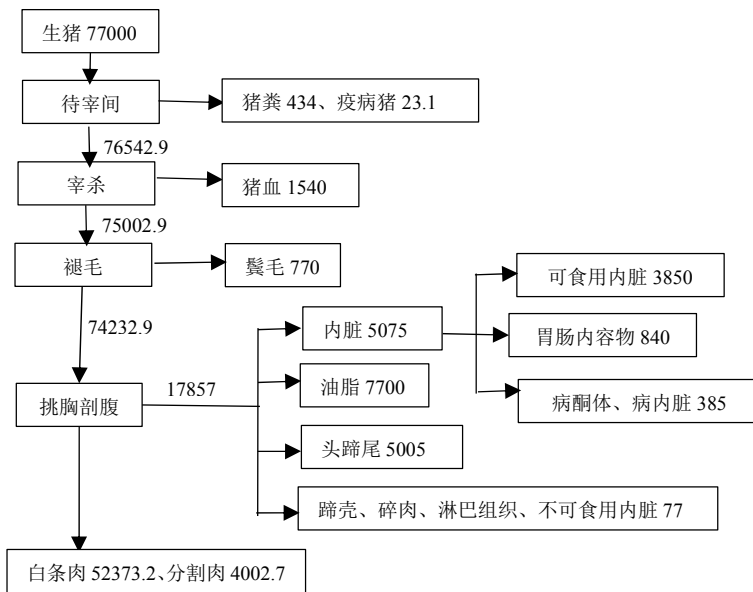 生猪 77000
待宰间
猪粪 434、疫病猪 23.1
76542.9
宰杀
猪血 1540
75002.9
褪毛
鬓毛 770
可食用内脏 3850
74232.9
内脏 5075
胃肠内容物 840
17857
油脂 7700
挑胸剖腹
病酮体、病内脏 385
头蹄尾 5005
蹄壳、碎肉、淋巴组织、不可食用内脏 77
白条肉 52373.2、分割肉 4002.7